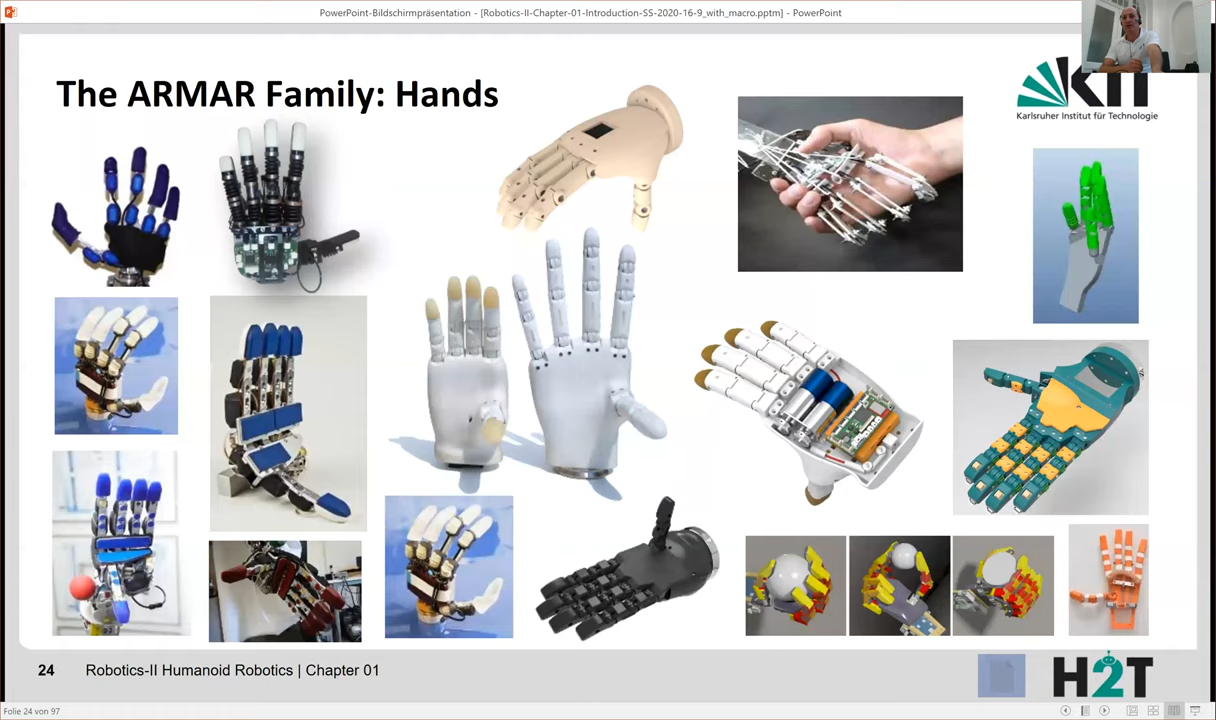 PowerPoint-Bildschirmpräsentation - [Robotics-II-Chapter-01-Introduction-SS-2020-16-9_with_macro.pptm] - PowerPoint
The ARMAR Family: Hands
KIT
Karlsruher Institut für Technologie
24 Robotics-II Humanoid Robotics | Chapter 01
H2T
Folie 24 von 97